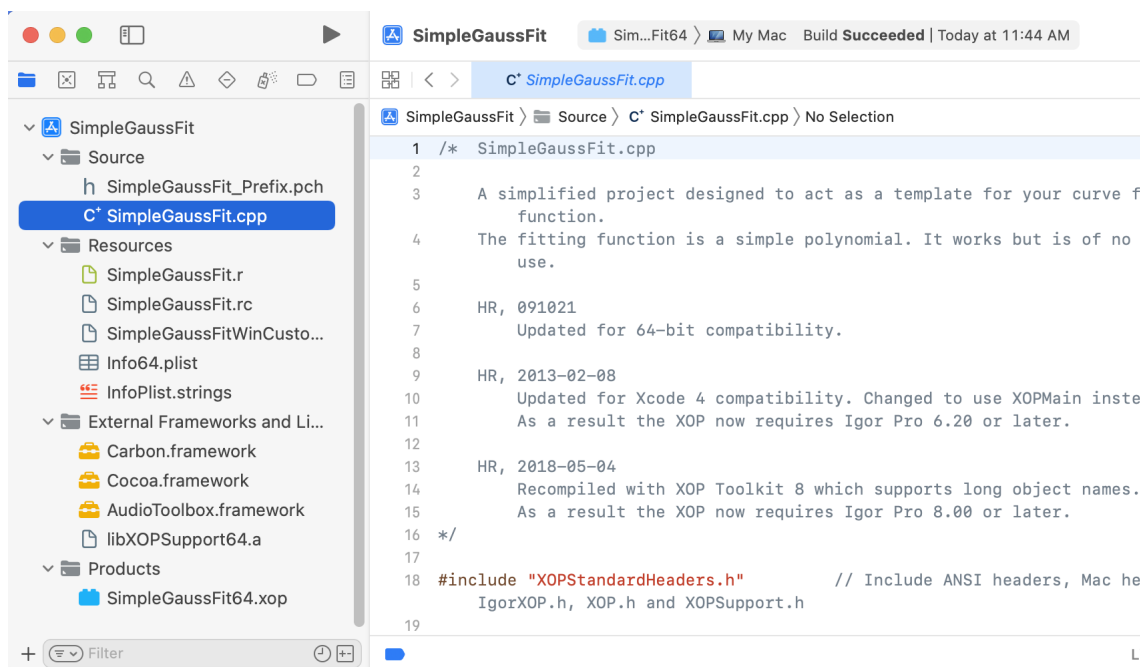 SimpleGaussFit
Sim...Fit64 〉 My Mac Build Succeeded | Today at 11:44 AM
C+ SimpleGaussFit.cpp
SimpleGaussFit 〉 Source 〉 C+ SimpleGaussFit.cpp 〉 No Selection
SimpleGaussFit
Source
h SimpleGaussFit_Prefix.pch
C+ SimpleGaussFit.cpp
Resources
SimpleGaussFit.r
SimpleGaussFit.rc
SimpleGaussFitWinCusto...
Info64.plist
InfoPlist.strings
External Frameworks and Li...
Carbon.framework
Cocoa.framework
AudioToolbox.framework
libXOPSupport64.a
Products
SimpleGaussFit64.xop
Filter
1 /* SimpleGaussFit.cpp
2
3 A simplified project designed to act as a template for your curve f
function.
4 The fitting function is a simple polynomial. It works but is of no
use.
5
6 HR, 091021
7 Updated for 64-bit compatibility.
8
9 HR, 2013-02-08
10 Updated for Xcode 4 compatibility. Changed to use XOPMain inste
11 As a result the XOP now requires Igor Pro 6.20 or later.
12
13 HR, 2018-05-04
14 Recompiled with XOP Toolkit 8 which supports long object names.
15 As a result the XOP now requires Igor Pro 8.00 or later.
16 */
17
18 #include "XOPStandardHeaders.h" // Include ANSI headers, Mac he
IgorXOP.h, XOP.h and XOPSupport.h
19
L